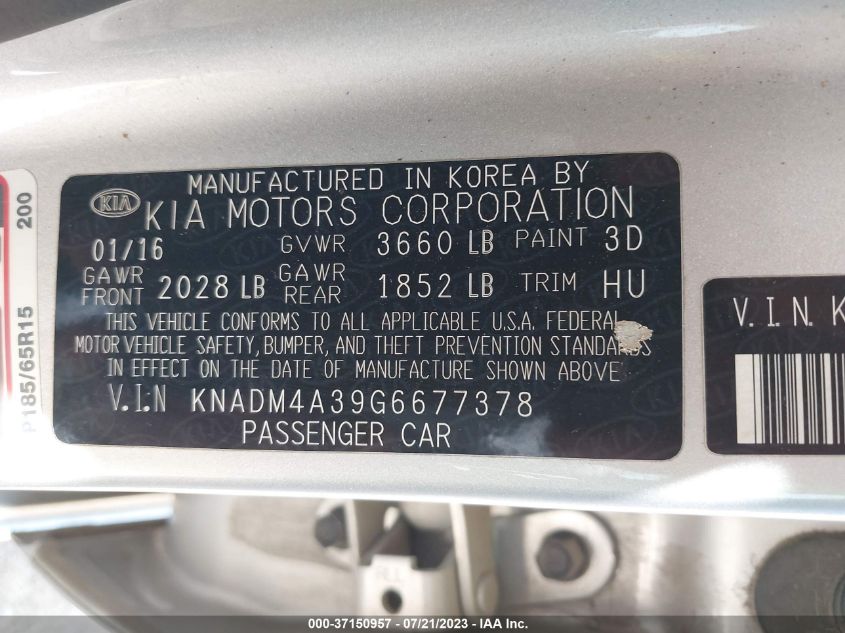 MANUFACTURED IN KOREA BY
KIA KIA MOTORS CORPORATION
01/16 GVWR 3660 LB PAINT 3D
GAWR FRONT 2028 LB GAWR REAR 1852 LB TRIM HU
THIS VEHICLE CONFORMS TO ALL APPLICABLE U.S.A. FEDERAL
MOTOR VEHICLE SAFETY, BUMPER, AND THEFT PREVENTION STANDARDS
IN EFFECT ON THE DATE OF MANUFACTURE SHOWN ABOVE
V.I.N KNADM4A39G6677378
PASSENGER CAR
P185/65R15 200
V.I.N. K
000-37150957 - 07/21/2023 - IAA Inc.